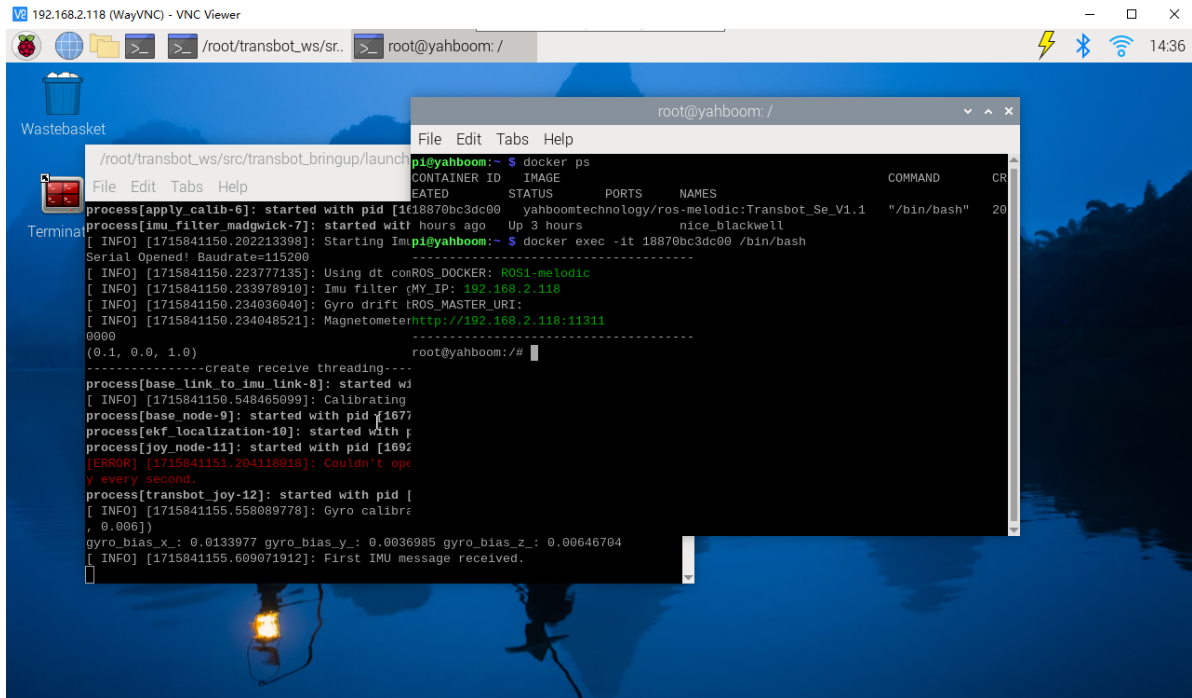 192.168.2.118 (WayVNC) - VNC Viewer
/root/transbot_ws/sr..
root@yahboom: /
14:36
Wastebasket
Terminat
/root/transbot_ws/src/transbot_bringup/launch
File Edit Tabs Help
process[apply_calib-6]: started with pid [16
process[imu_filter_madgwick-7]: started with
[ INFO] [1715841150.202213398]: Starting Imu
Serial Opened! Baudrate=115200
[ INFO] [1715841150.223777135]: Using dt com
[ INFO] [1715841150.233978910]: Imu filter g
[ INFO] [1715841150.234036040]: Gyro drift b
[ INFO] [1715841150.234048521]: Magnetometer
0000
(0.1, 0.0, 1.0)
----------------create receive threading----
process[base_link_to_imu_link-8]: started wi
[ INFO] [1715841150.548465099]: Calibrating
process[base_node-9]: started with pid [1677
process[ekf_localization-10]: started with p
process[joy_node-11]: started with pid [1692
[ERROR] [1715841151.204118018]: Couldn't ope
y every second.
process[transbot_joy-12]: started with pid [
[ INFO] [1715841155.558089778]: Gyro calibra
, 0.006])
gyro_bias_x_: 0.0133977 gyro_bias_y_: 0.0036985 gyro_bias_z_: 0.00646704
[ INFO] [1715841155.609071912]: First IMU message received.
root@yahboom: /
File Edit Tabs Help
pi@yahboom:~ $ docker ps
CONTAINER ID   IMAGE   COMMAND   CR
EATED   STATUS   PORTS   NAMES
18870bc3dc00   yahboomtechnology/ros-melodic:Transbot_Se_V1.1   "/bin/bash"   20
 hours ago   Up 3 hours   nice_blackwell
pi@yahboom:~ $ docker exec -it 18870bc3dc00 /bin/bash
--------------------------------------
ROS_DOCKER: ROS1-melodic
MY_IP: 192.168.2.118
ROS_MASTER_URI:
http://192.168.2.118:11311
--------------------------------------
root@yahboom:/#